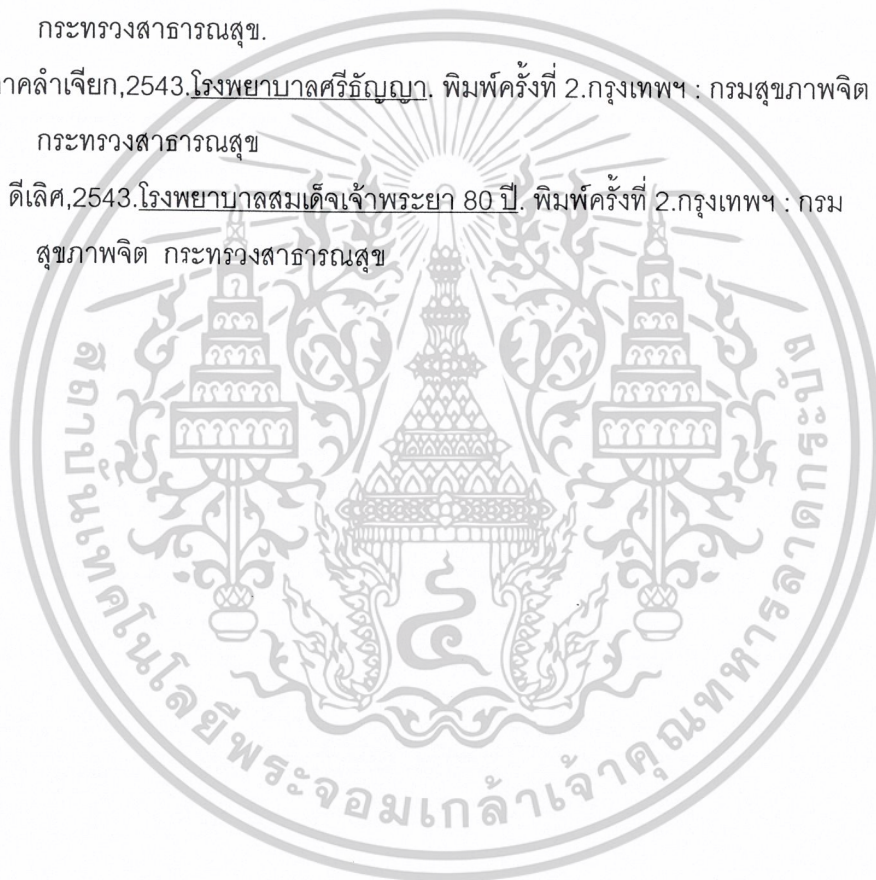 กระทรวงสาธารณสุข.
าคลำเจียก,2543.โรงพยาบาลศรีธัญญา. พิมพ์ครั้งที่ 2.กรุงเทพฯ : กรมสุขภาพจิต
กระทรวงสาธารณสุข
ดีเลิศ,2543.โรงพยาบาลสมเด็จเจ้าพระยา 80 ปี. พิมพ์ครั้งที่ 2.กรุงเทพฯ : กรม
สุขภาพจิต กระทรวงสาธารณสุข
สถาบันเทคโนโลยีพระจอมเกล้าเจ้าคุณทหารลาดกระบัง
๔